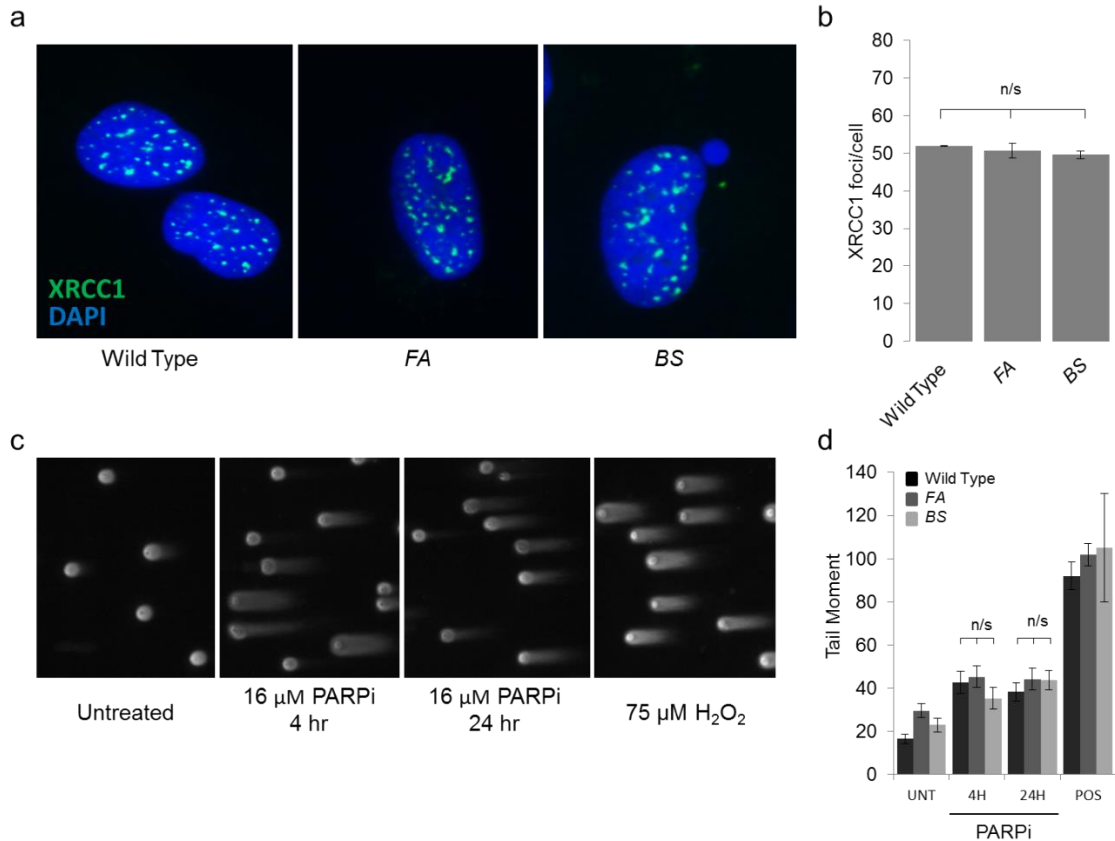 a
XRCC1
DAPI
Wild Type
FA
BS
b
80
70
60
50
40
30
20
10
0
XRCC1 foci/cell
n/s
Wild Type
FA
BS
c
Untreated
16 µM PARPi
4 hr
16 µM PARPi
24 hr
75 µM H₂O₂
d
140
120
100
80
60
40
20
0
Tail Moment
Wild Type
FA
BS
n/s
n/s
UNT
4H
24H
POS
PARPi